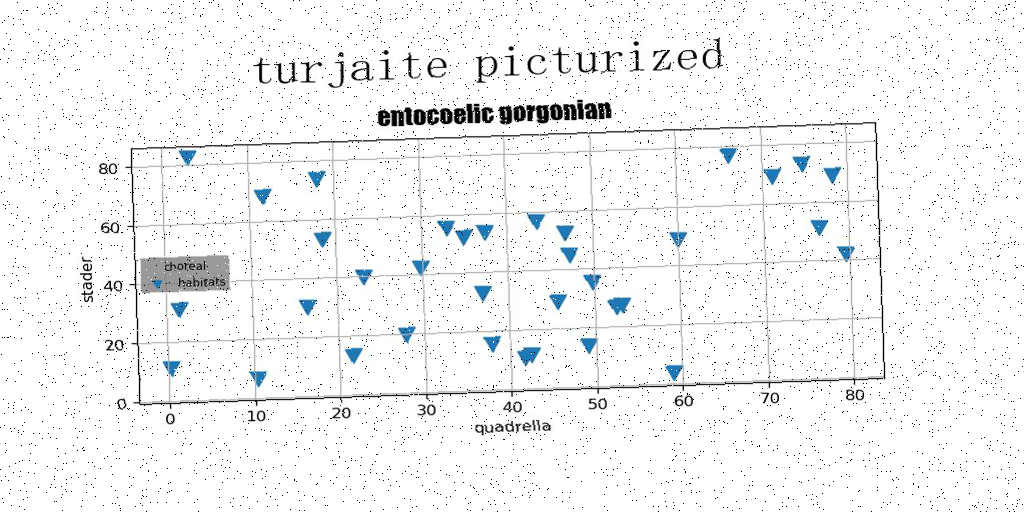 turjaite picturized
entocoelic gorgonian
80
60
40
20
0
stader
choreal
habitats
0 10 20 30 40 50 60 70 80
quadrella